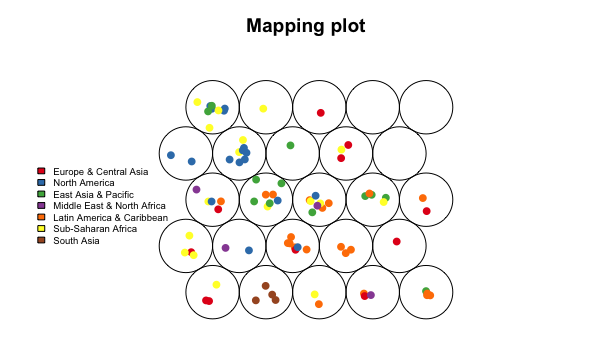 Mapping plot
Europe & Central Asia
North America
East Asia & Pacific
Middle East & North Africa
Latin America & Caribbean
Sub-Saharan Africa
South Asia